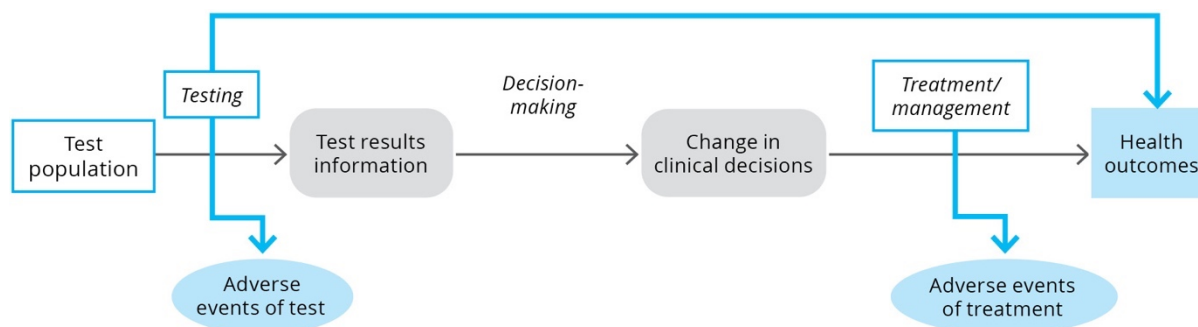 Testing
Decision-
making
Treatment/
management
Test
population
Test results
information
Change in
clinical decisions
Health
outcomes
Adverse
events of test
Adverse events
of treatment